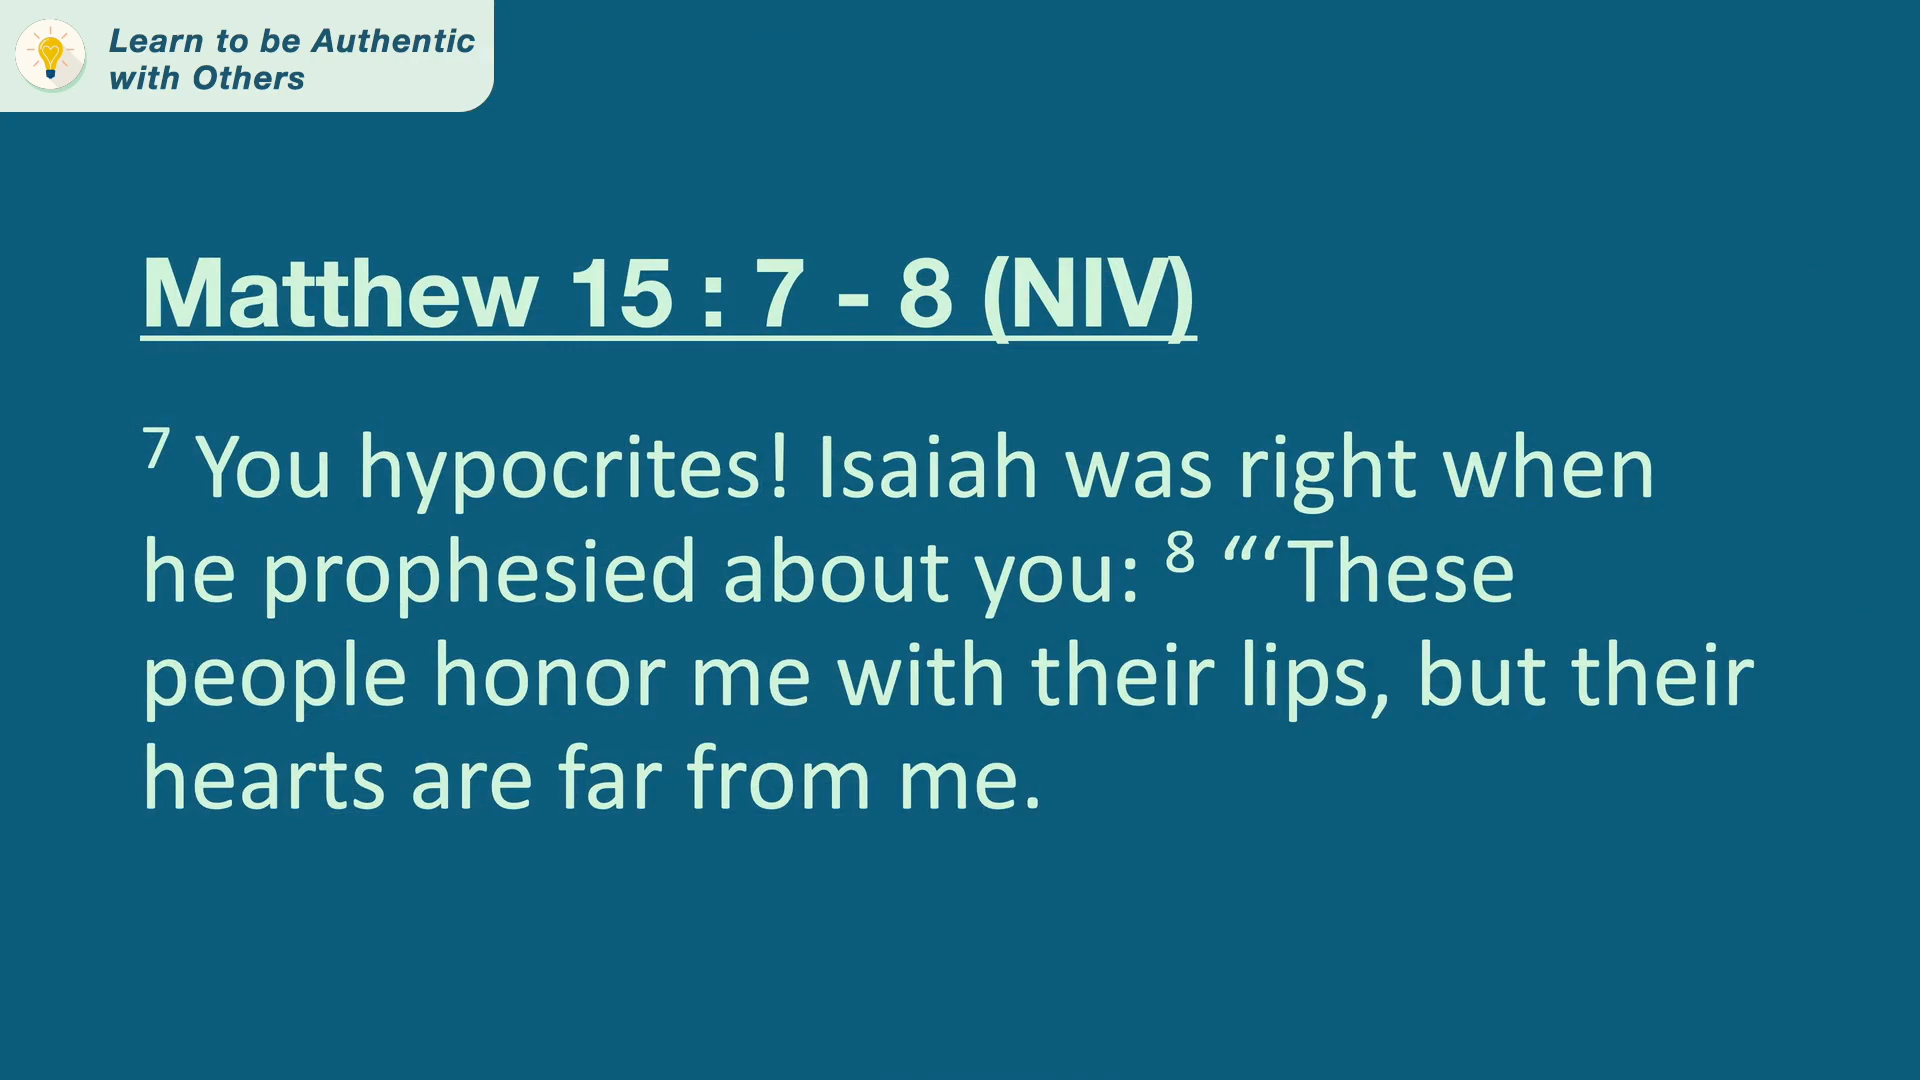 Learn to be Authentic
with Others
Matthew 15 : 7 - 8 (NIV)
⁷ You hypocrites! Isaiah was right when
he prophesied about you: ⁸ “‘These
people honor me with their lips, but their
hearts are far from me.